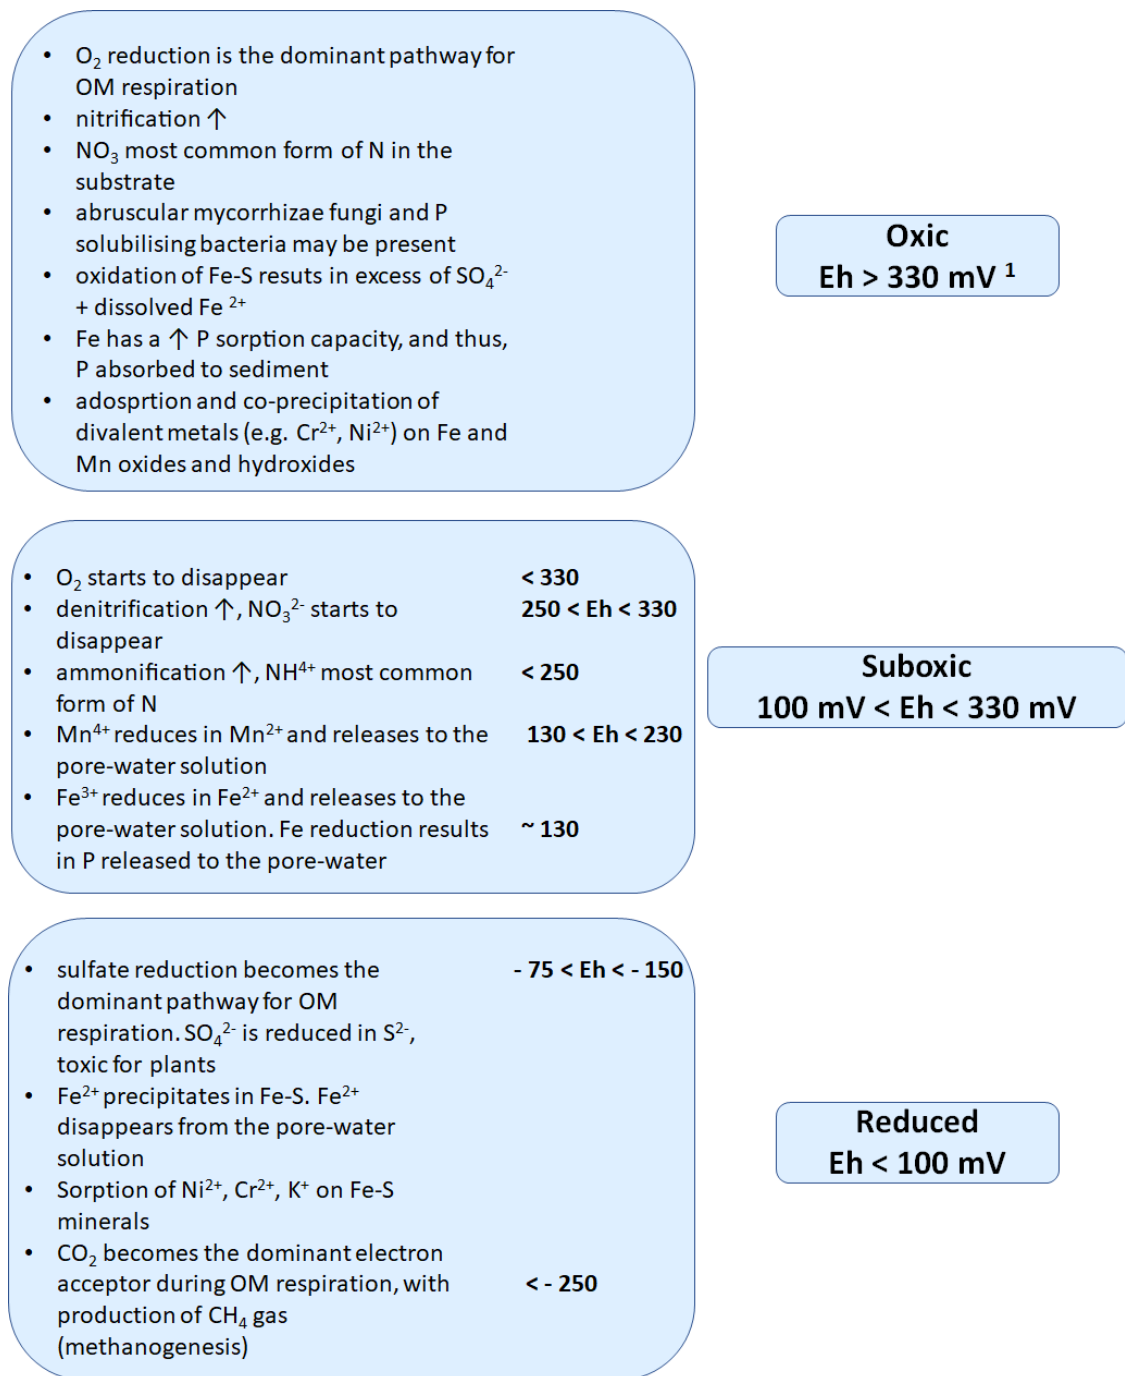 • O₂ reduction is the dominant pathway for
OM respiration
• nitrification ↑
• NO₃ most common form of N in the
substrate
• abruscular mycorrhizae fungi and P
solubilising bacteria may be present
• oxidation of Fe-S resuts in excess of SO₄²⁻
+ dissolved Fe ²⁺
• Fe has a ↑ P sorption capacity, and thus,
P absorbed to sediment
• adosprtion and co-precipitation of
divalent metals (e.g. Cr²⁺, Ni²⁺) on Fe and
Mn oxides and hydroxides
Oxic
Eh > 330 mV ¹
• O₂ starts to disappear < 330
• denitrification ↑, NO₃²⁻ starts to 250 < Eh < 330
disappear
• ammonification ↑, NH⁴⁺ most common < 250
form of N
• Mn⁴⁺ reduces in Mn²⁺ and releases to the 130 < Eh < 230
pore-water solution
• Fe³⁺ reduces in Fe²⁺ and releases to the
pore-water solution. Fe reduction results ~ 130
in P released to the pore-water
Suboxic
100 mV < Eh < 330 mV
• sulfate reduction becomes the - 75 < Eh < - 150
dominant pathway for OM
respiration. SO₄²⁻ is reduced in S²⁻,
toxic for plants
• Fe²⁺ precipitates in Fe-S. Fe²⁺
disappears from the pore-water
solution
• Sorption of Ni²⁺, Cr²⁺, K⁺ on Fe-S
minerals
• CO₂ becomes the dominant electron
acceptor during OM respiration, with < - 250
production of CH₄ gas
(methanogenesis)
Reduced
Eh < 100 mV